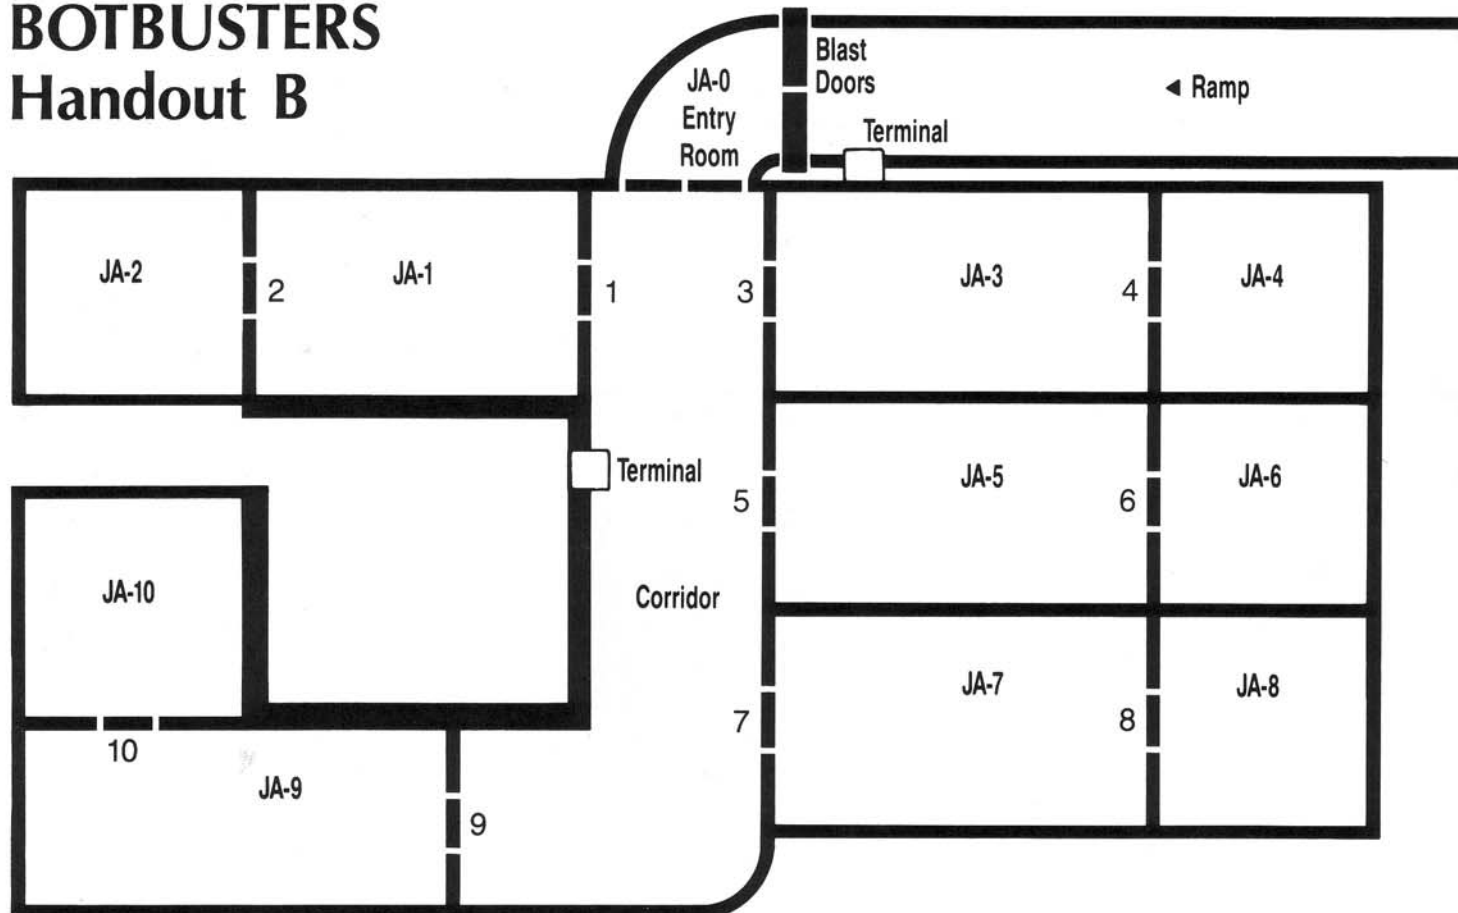 BOTBUSTERS
Handout B
JA-0
Entry
Room
Blast
Doors
◄ Ramp
Terminal
JA-2
2
JA-1
1
3
JA-3
4
JA-4
Terminal
5
JA-5
6
JA-6
JA-10
Corridor
7
JA-7
8
JA-8
10
JA-9
9